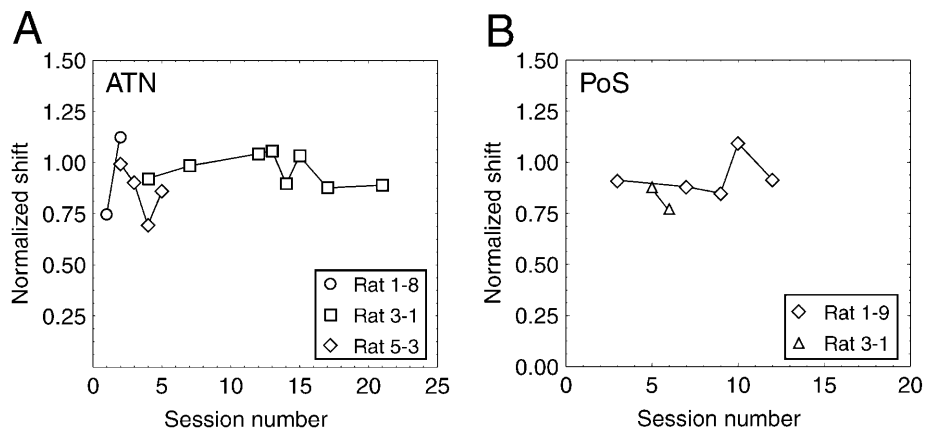 A
B
1.50
1.25
1.00
0.75
0.50
0.25
ATN
Normalized shift
Rat 1-8
Rat 3-1
Rat 5-3
0 5 10 15 20 25
Session number
1.50
1.25
1.00
0.75
0.50
0.25
0.00
PoS
Normalized shift
Rat 1-9
Rat 3-1
0 5 10 15 20
Session number